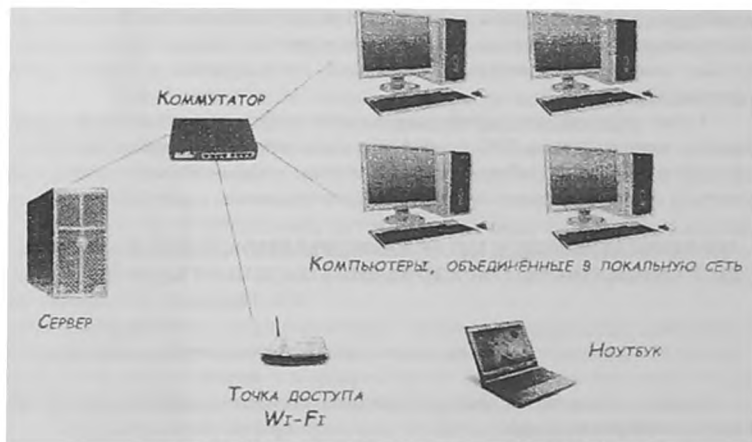 Коммутатор
Компьютеры, объединённые в локальную сеть
Сервер
Ноутбук
Точка доступа
Wi-Fi